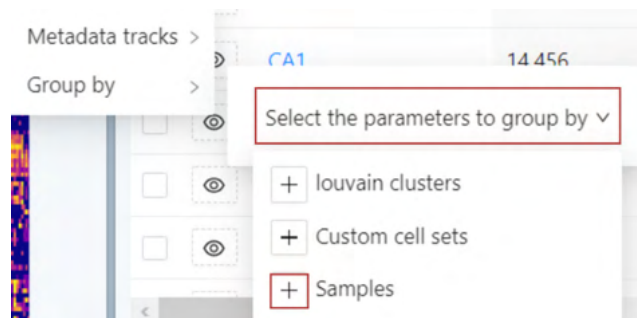 Metadata tracks >
CA1 14.456
Group by >
Select the parameters to group by
louvain clusters
Custom cell sets
Samples